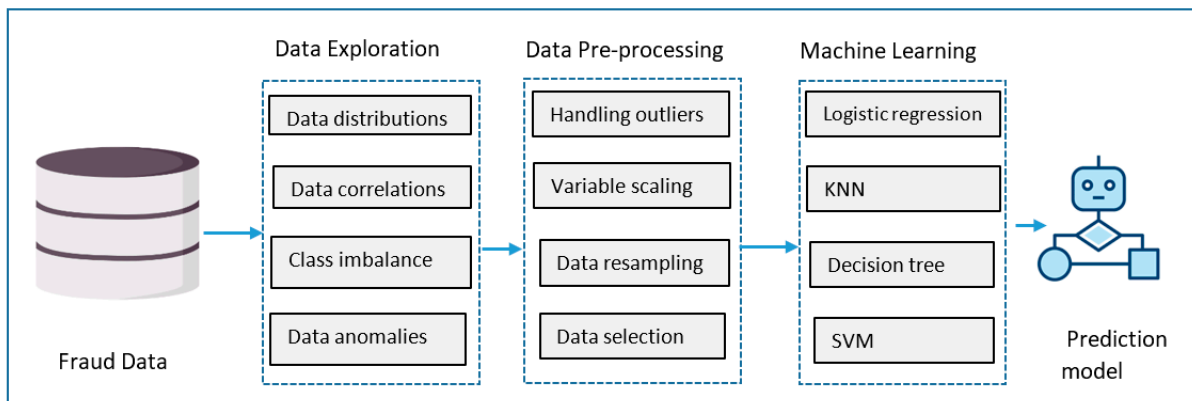 Data Exploration
Data Pre-processing
Machine Learning
Data distributions
Data correlations
Class imbalance
Data anomalies
Handling outliers
Variable scaling
Data resampling
Data selection
Logistic regression
KNN
Decision tree
SVM
Fraud Data
Prediction
model